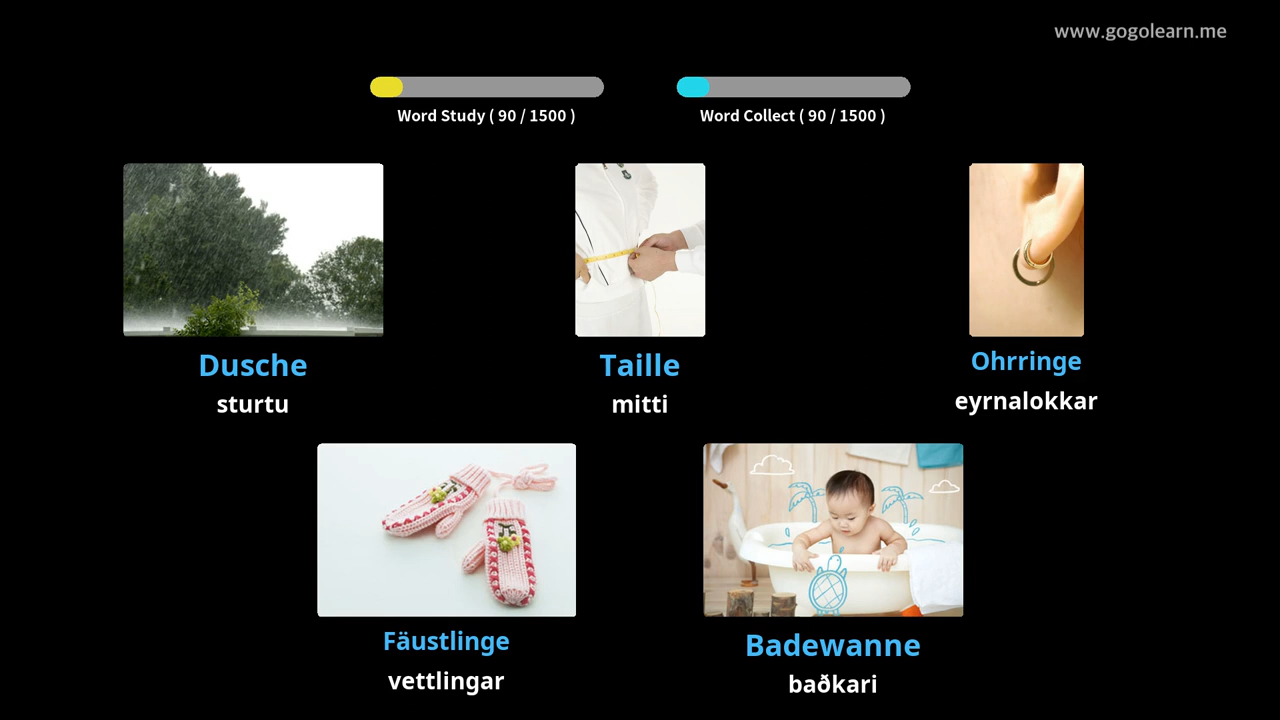 www.gogolearn.me
Word Study ( 90 / 1500 )
Word Collect ( 90 / 1500 )
Dusche
sturtu
Taille
mitti
Ohrringe
eyrnalokkar
Fäustlinge
vettlingar
Badewanne
baðkari